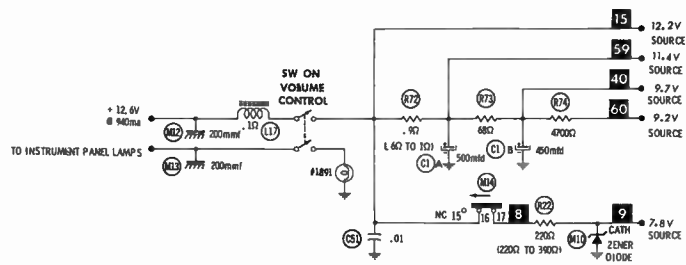 15
12.2V
SOURCE
59
11.4V
SOURCE
SW ON
VOLUME
CONTROL
40
9.7V
SOURCE
+ 12.6V
@ 940ma
R72
R73
R74
60
9.2V
SOURCE
M12
200mmf
.1Ω
L17
.9Ω
(.6Ω TO 1Ω)
68Ω
4700Ω
TO INSTRUMENT PANEL LAMPS
M13
200mmf
#1891
C1 A
500mfd
C1 B
450mfd
M14
NC 15
16
17
8
R22
9
7.8V
SOURCE
C51
.01
220Ω
(220Ω TO 390Ω)
M10
CATH
ZENER
DIODE